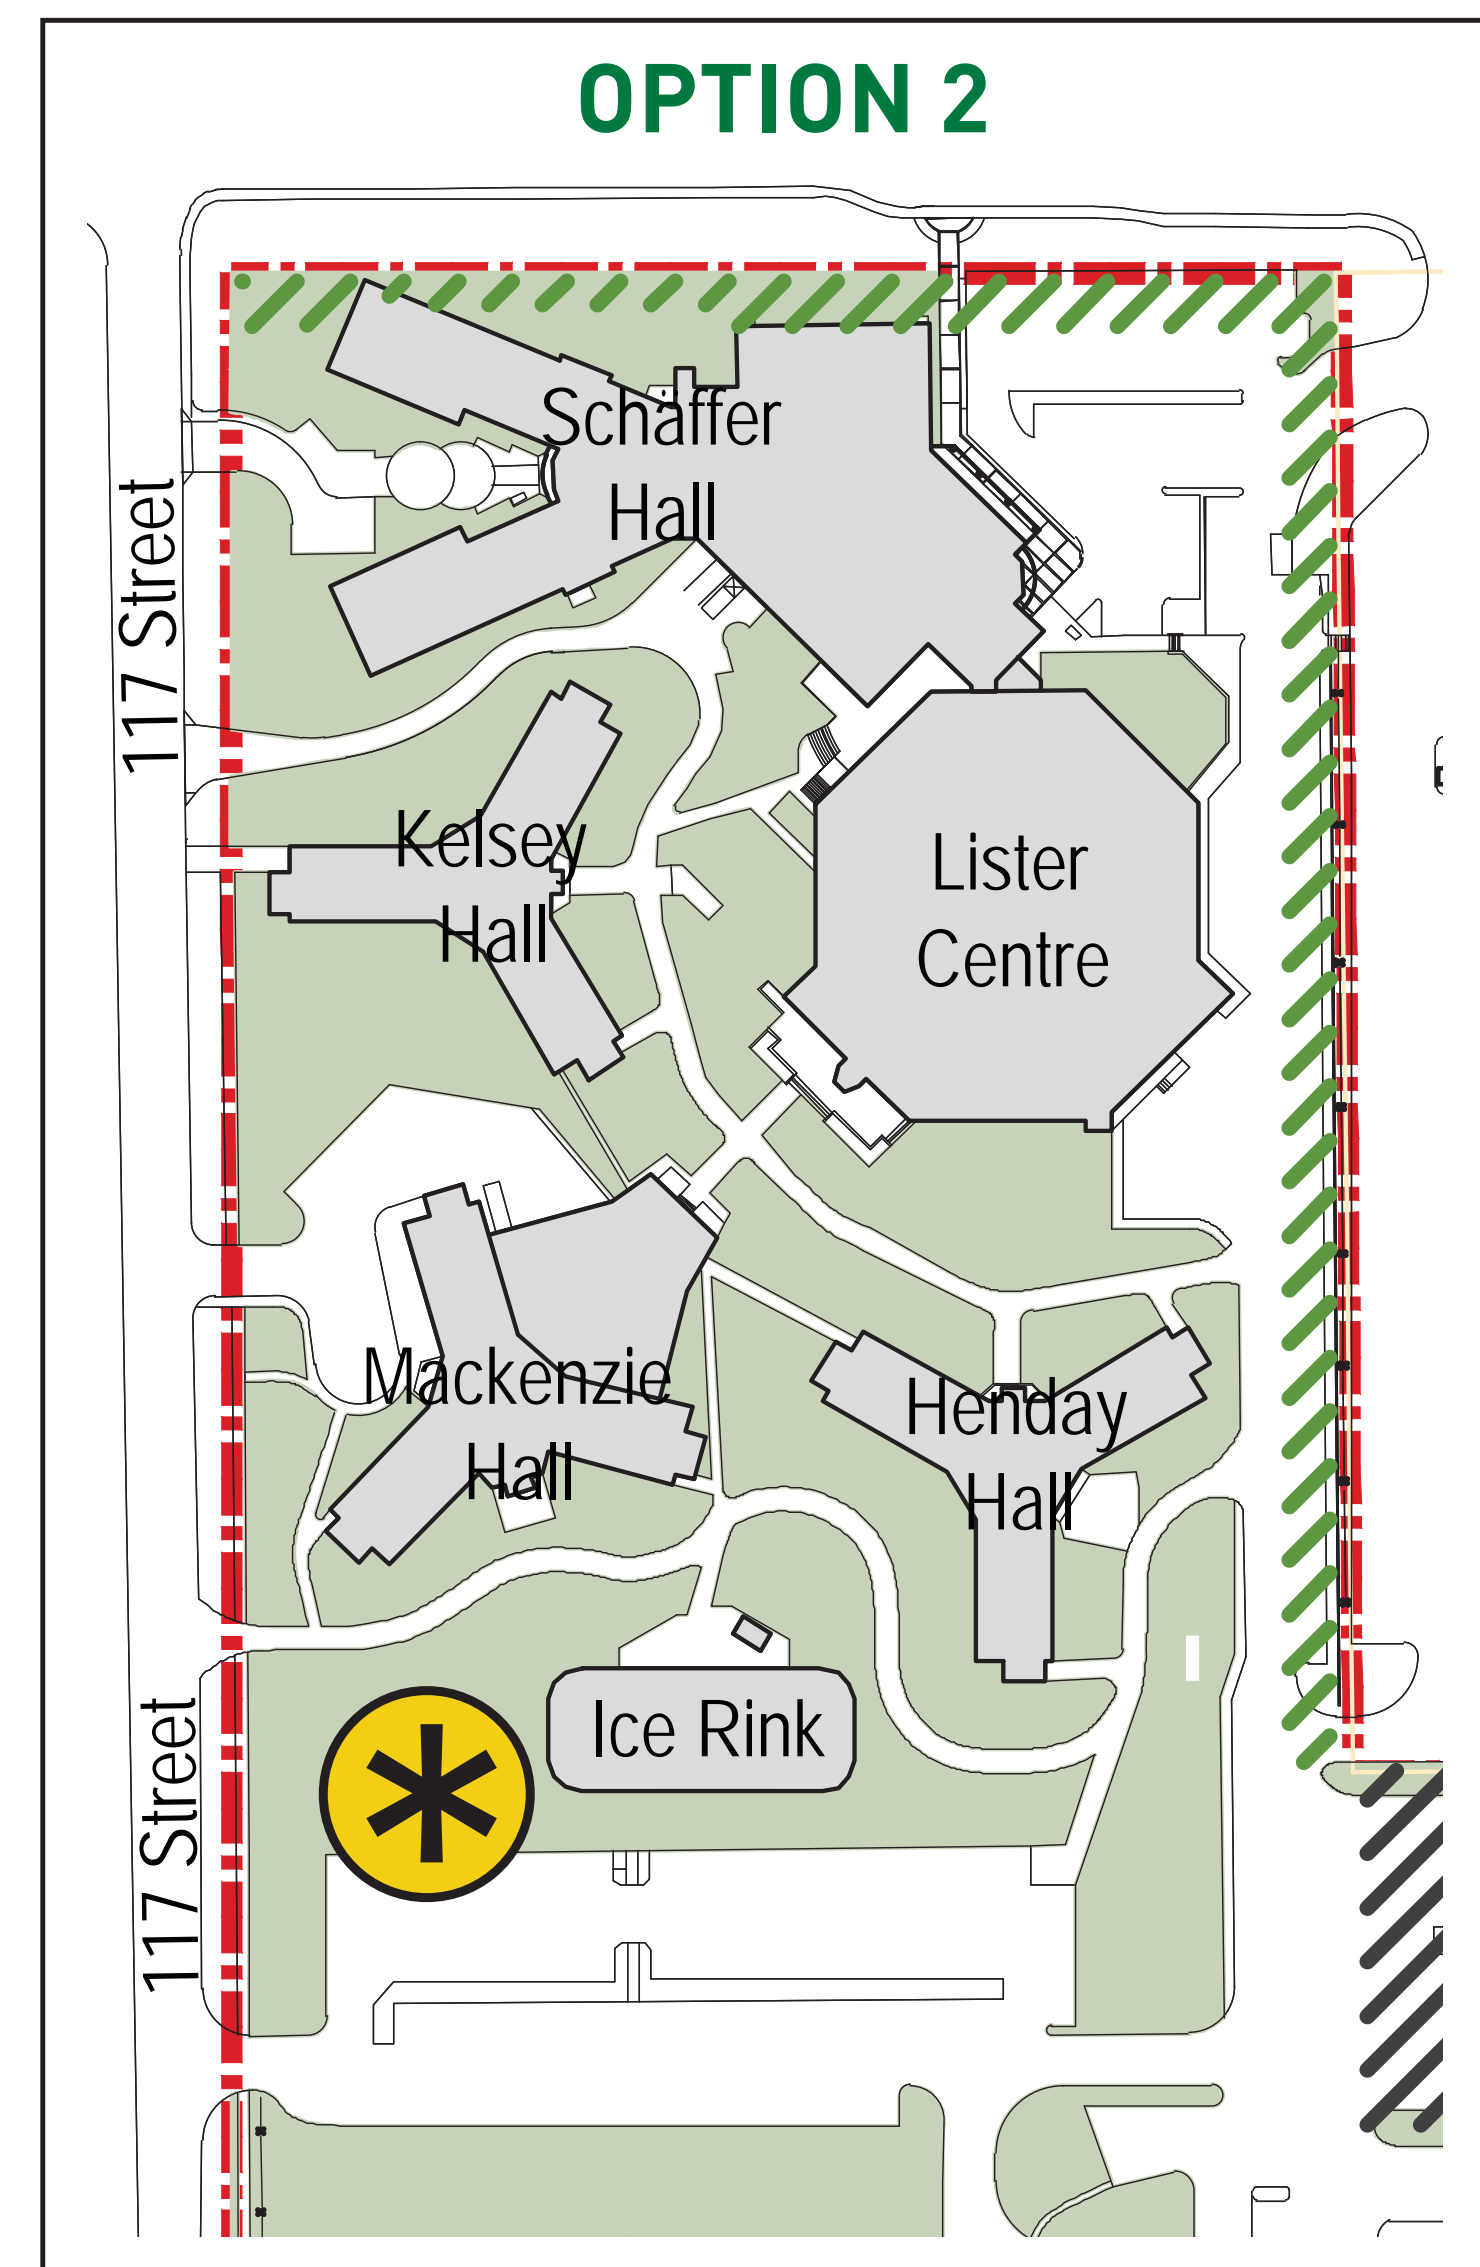 OPTION 2
Schaffer
Hall
117 Street
Kelsey
Hall
Lister
Centre
Mackenzie
Hall
Henday
Hall
Ice Rink
117 Street